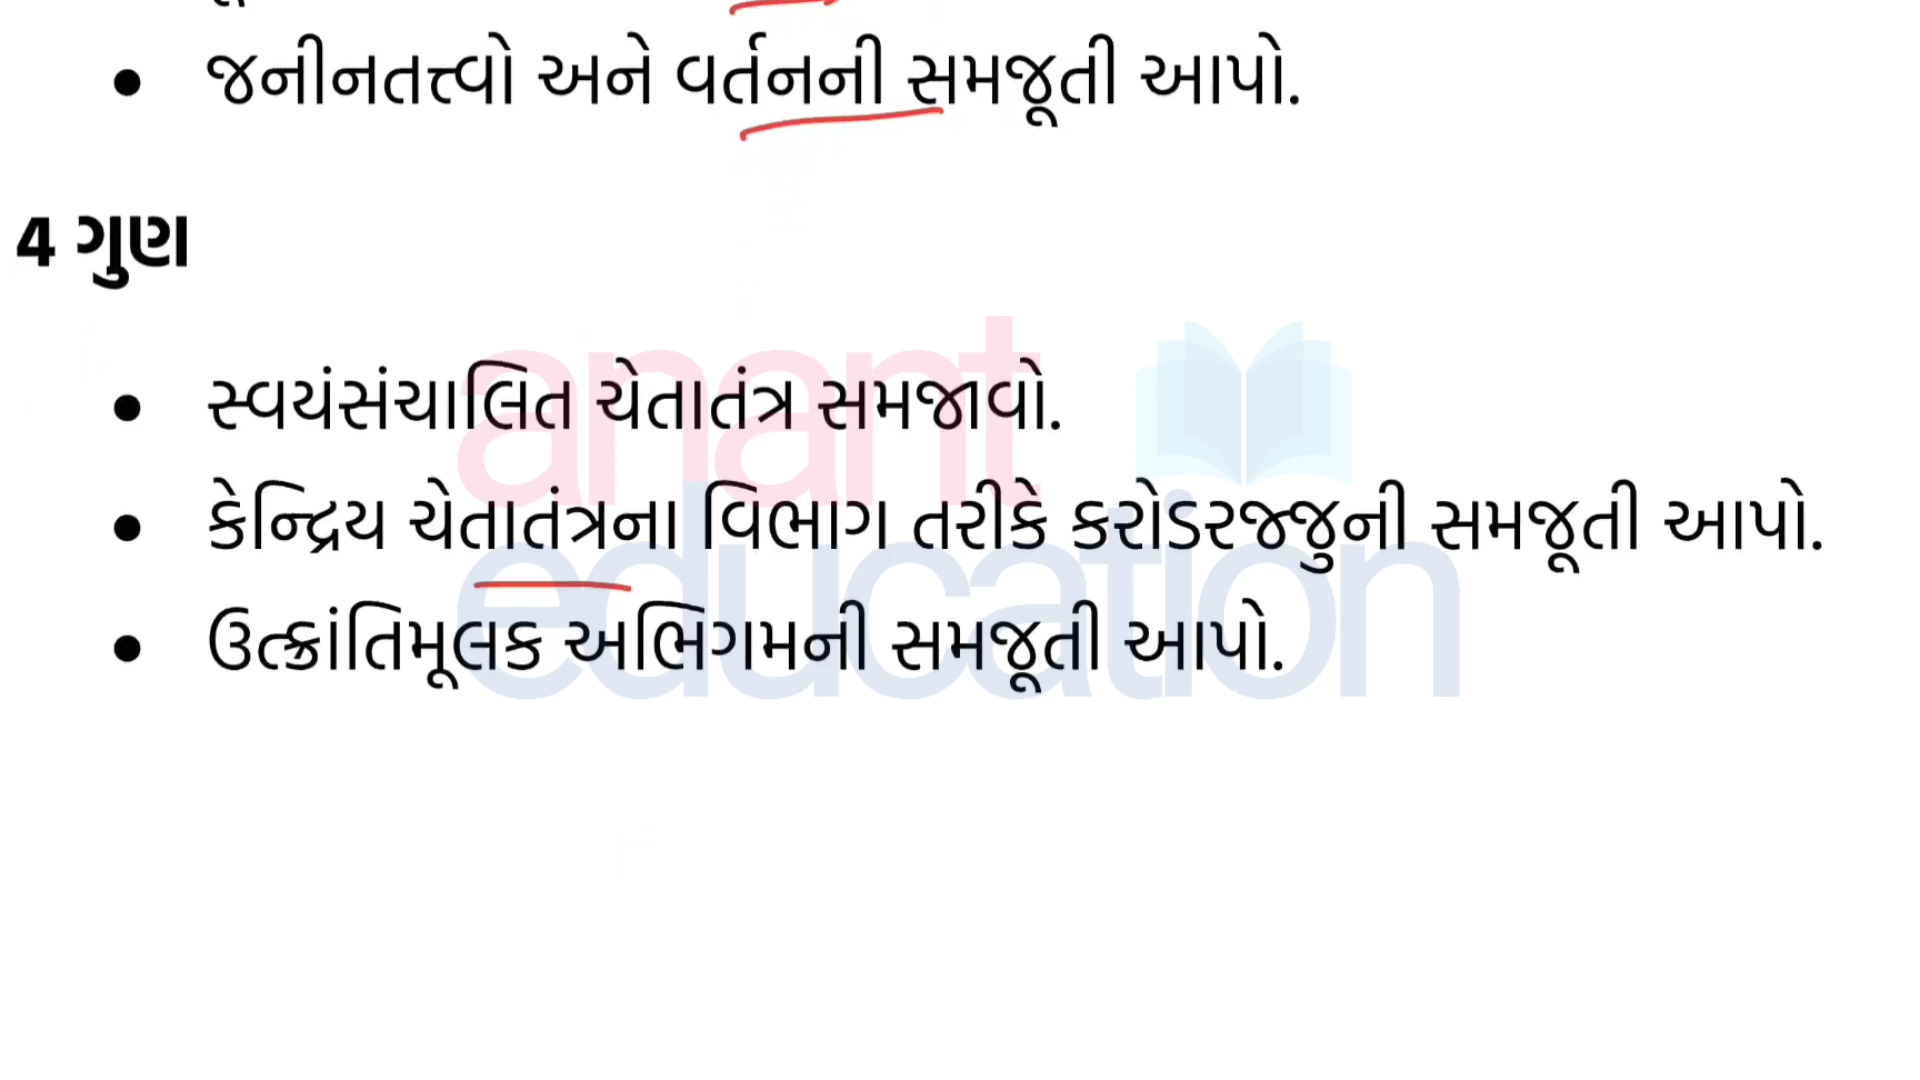 • જનીનતત્ત્વો અને વર્તનની સમજૂતી આપો.
4 ગુણ
• સ્વયંસંચાલિત ચેતાતંત્ર સમજાવો.
• કેન્દ્રિય ચેતાતંત્રના વિભાગ તરીકે કરોડરજ્જુની સમજૂતી આપો.
• ઉત્ક્રાંતિમૂલક અભિગમની સમજૂતી આપો.
anant
education